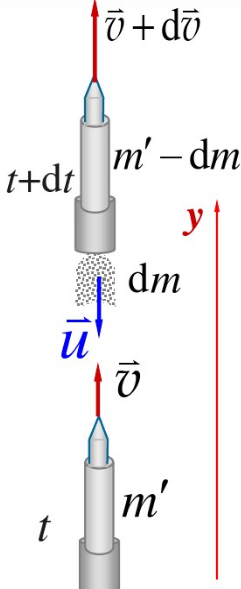 v⃗ + dv⃗
m′ − dm
t+dt
y
dm
u⃗
v⃗
m′
t